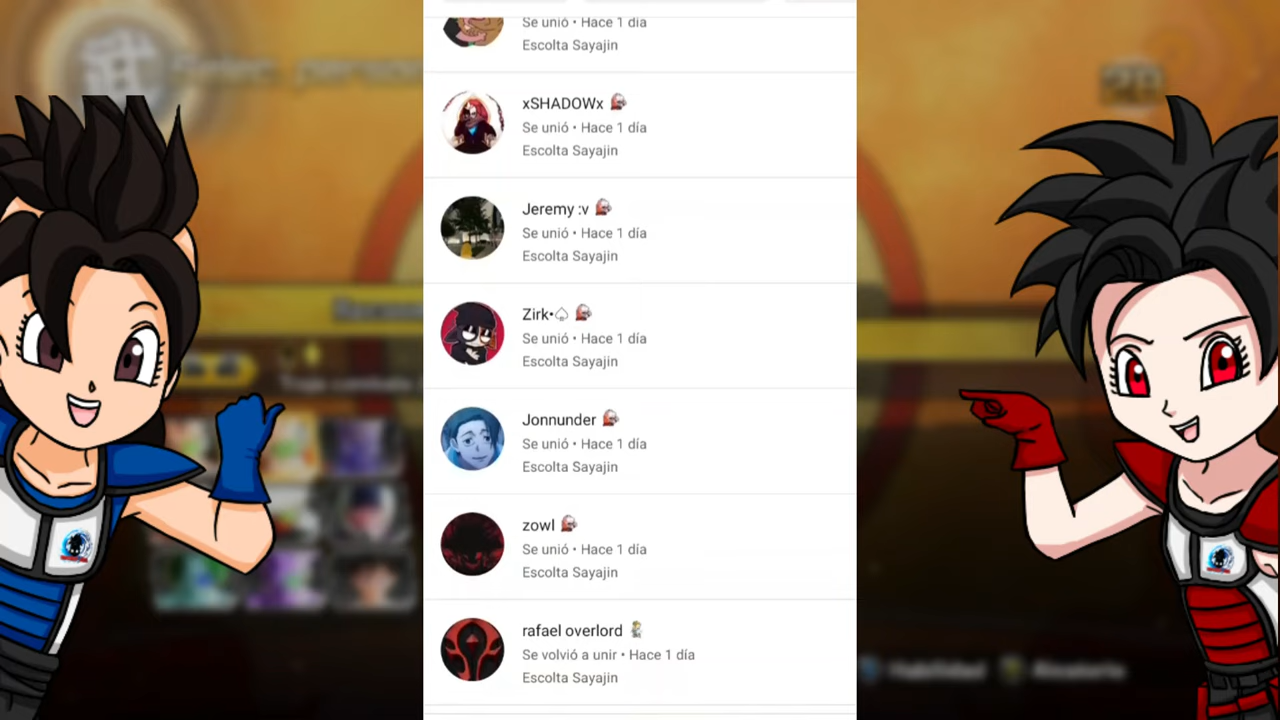 Se unió • Hace 1 día
Escolta Sayajin
xSHADOWx
Se unió • Hace 1 día
Escolta Sayajin
Jeremy :v
Se unió • Hace 1 día
Escolta Sayajin
Zirk•♤
Se unió • Hace 1 día
Escolta Sayajin
Jonnunder
Se unió • Hace 1 día
Escolta Sayajin
zowl
Se unió • Hace 1 día
Escolta Sayajin
rafael overlord
Se volvió a unir • Hace 1 día
Escolta Sayajin